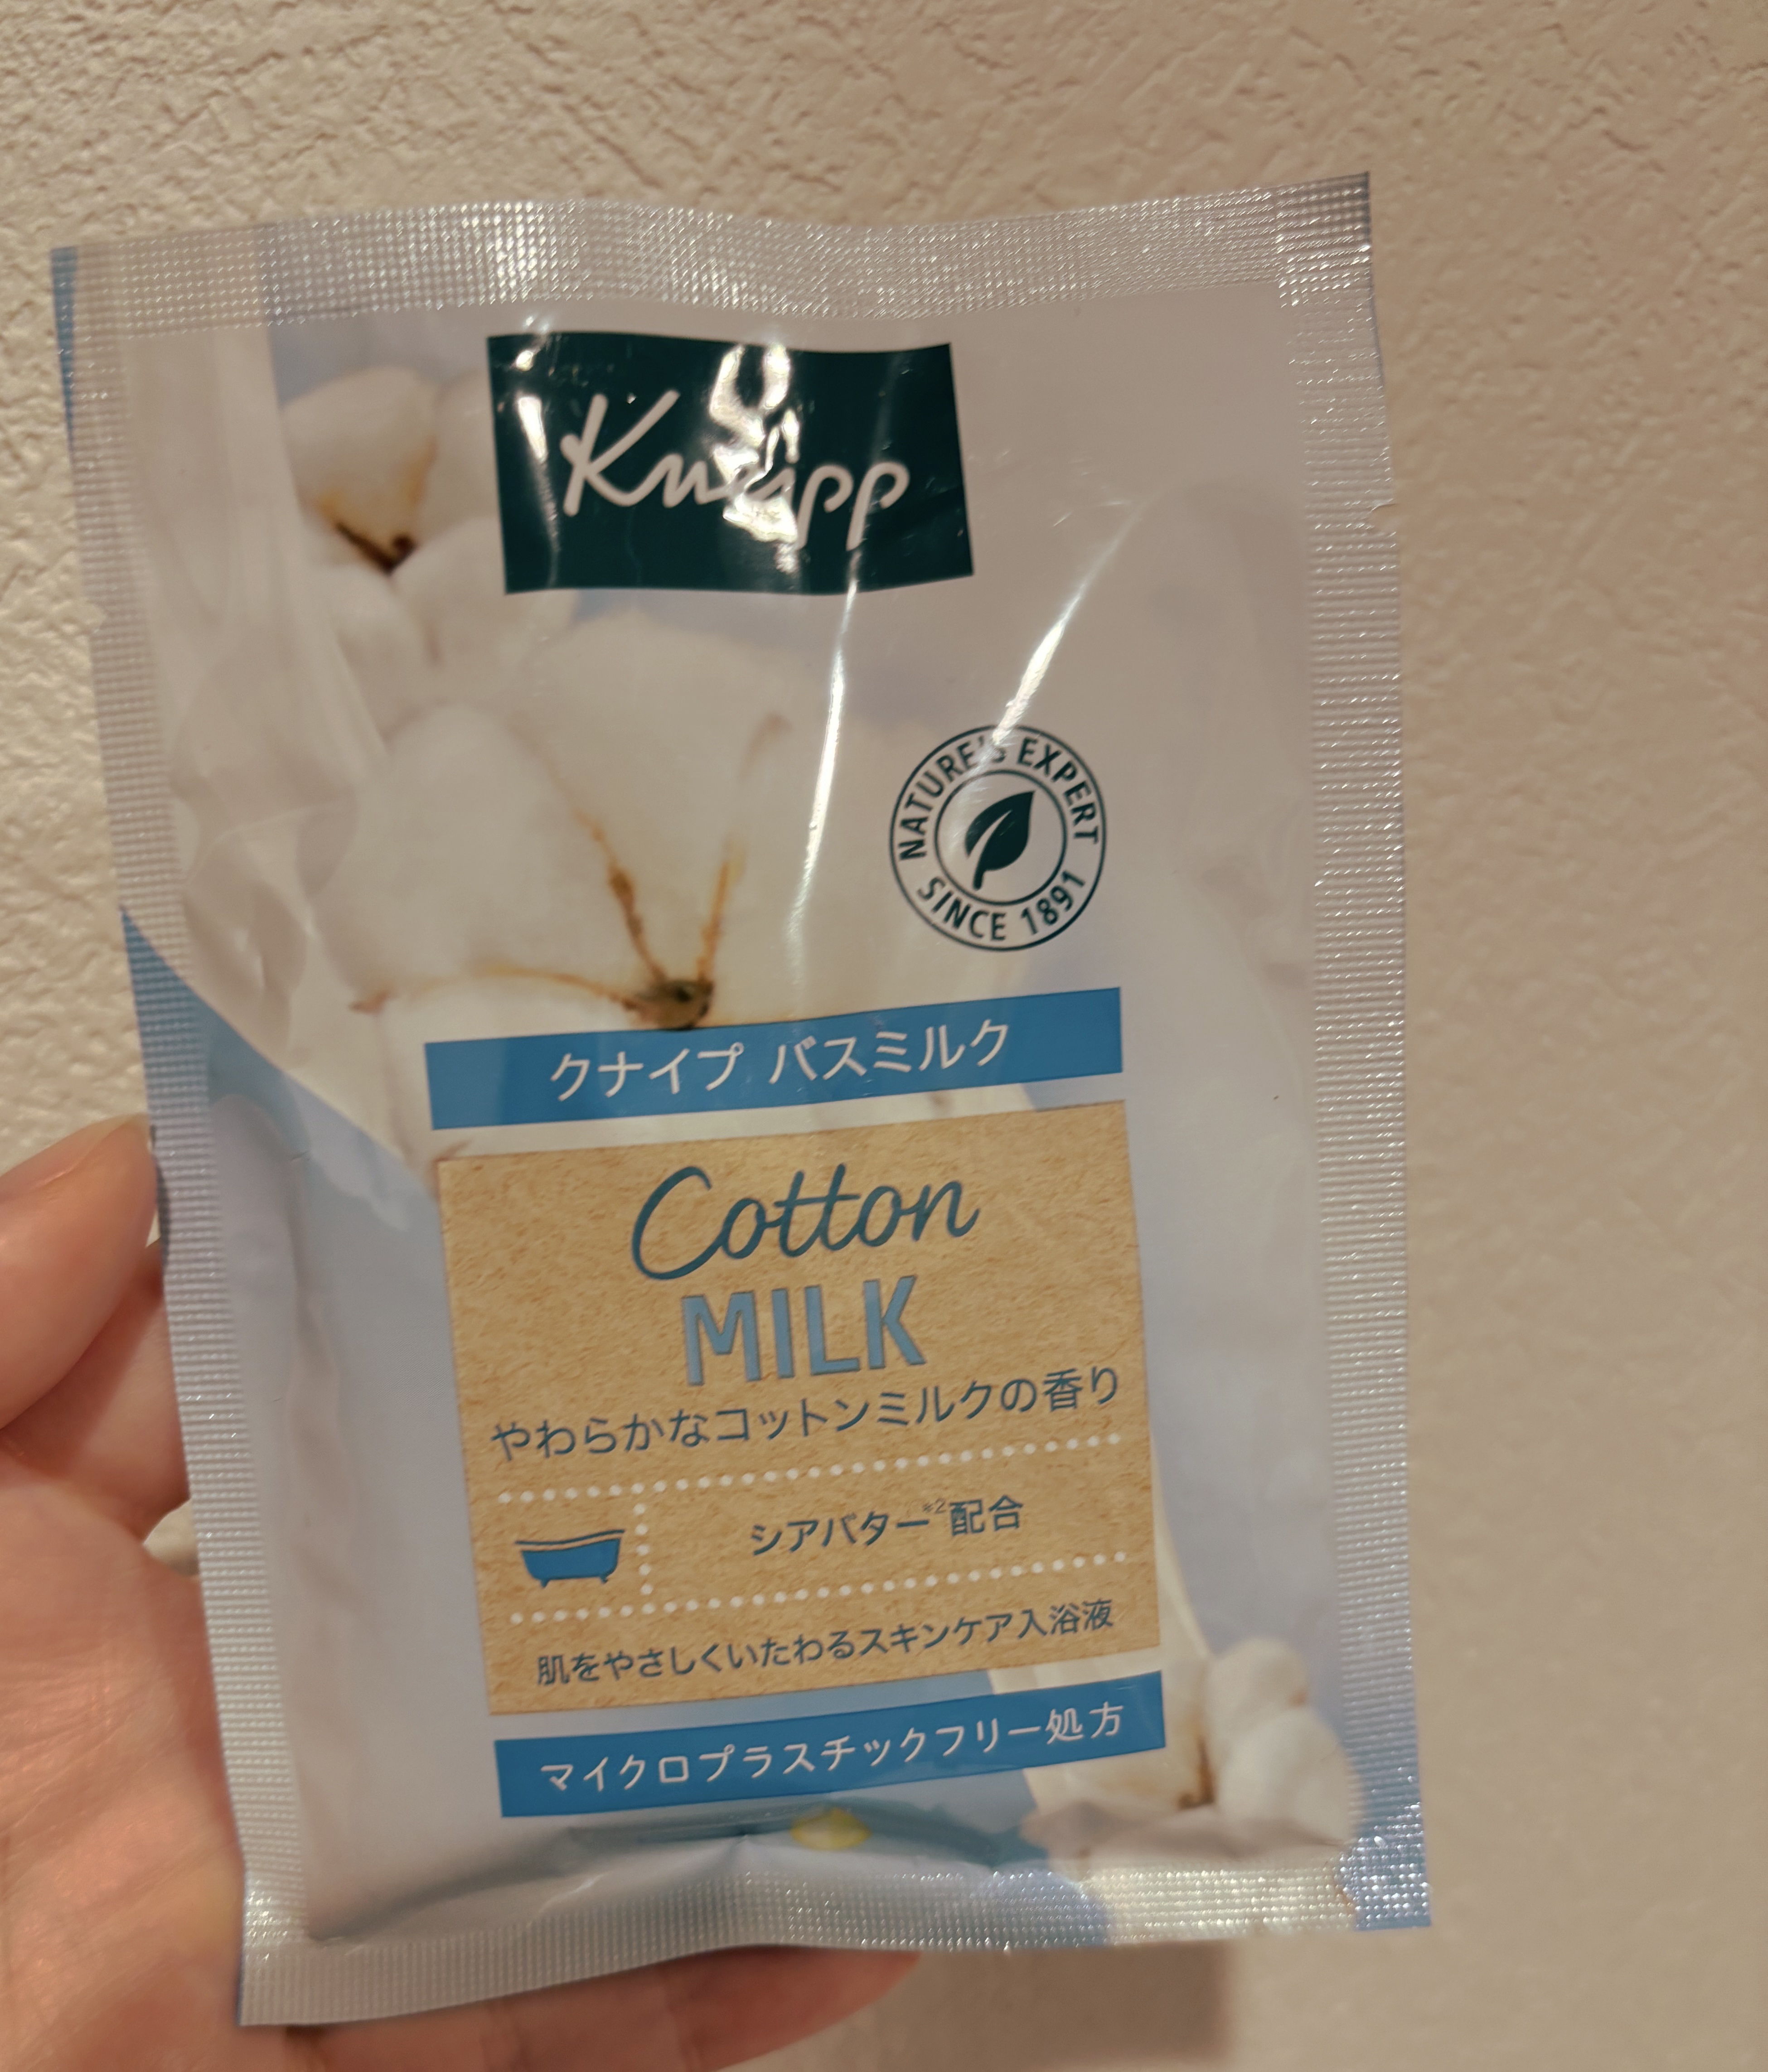 Kneipp
NATURE'S EXPERT
SINCE 1891
クナイプ バスミルク
Cotton
MILK
やわらかなコットンミルクの香り
シアバター※2配合
肌をやさしくいたわるスキンケア入浴液
マイクロプラスチックフリー処方